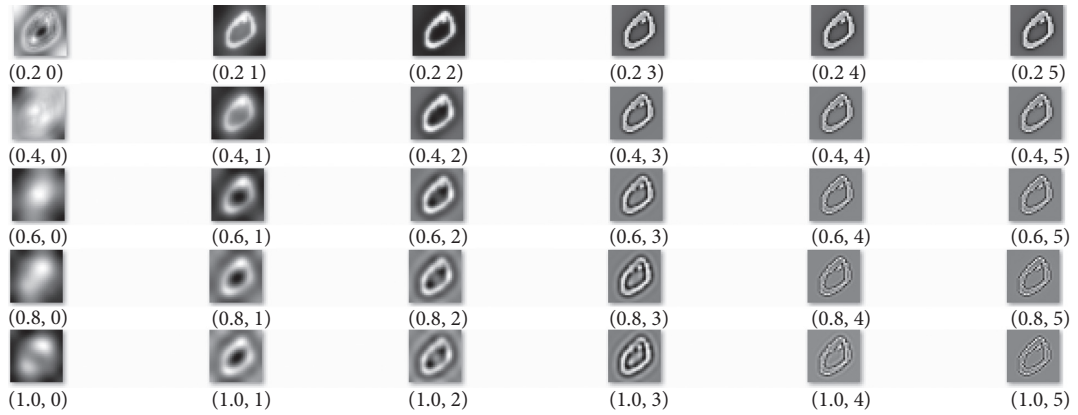 (0.2 0) (0.2 1) (0.2 2) (0.2 3) (0.2 4) (0.2 5)
(0.4, 0) (0.4, 1) (0.4, 2) (0.4, 3) (0.4, 4) (0.4, 5)
(0.6, 0) (0.6, 1) (0.6, 2) (0.6, 3) (0.6, 4) (0.6, 5)
(0.8, 0) (0.8, 1) (0.8, 2) (0.8, 3) (0.8, 4) (0.8, 5)
(1.0, 0) (1.0, 1) (1.0, 2) (1.0, 3) (1.0, 4) (1.0, 5)